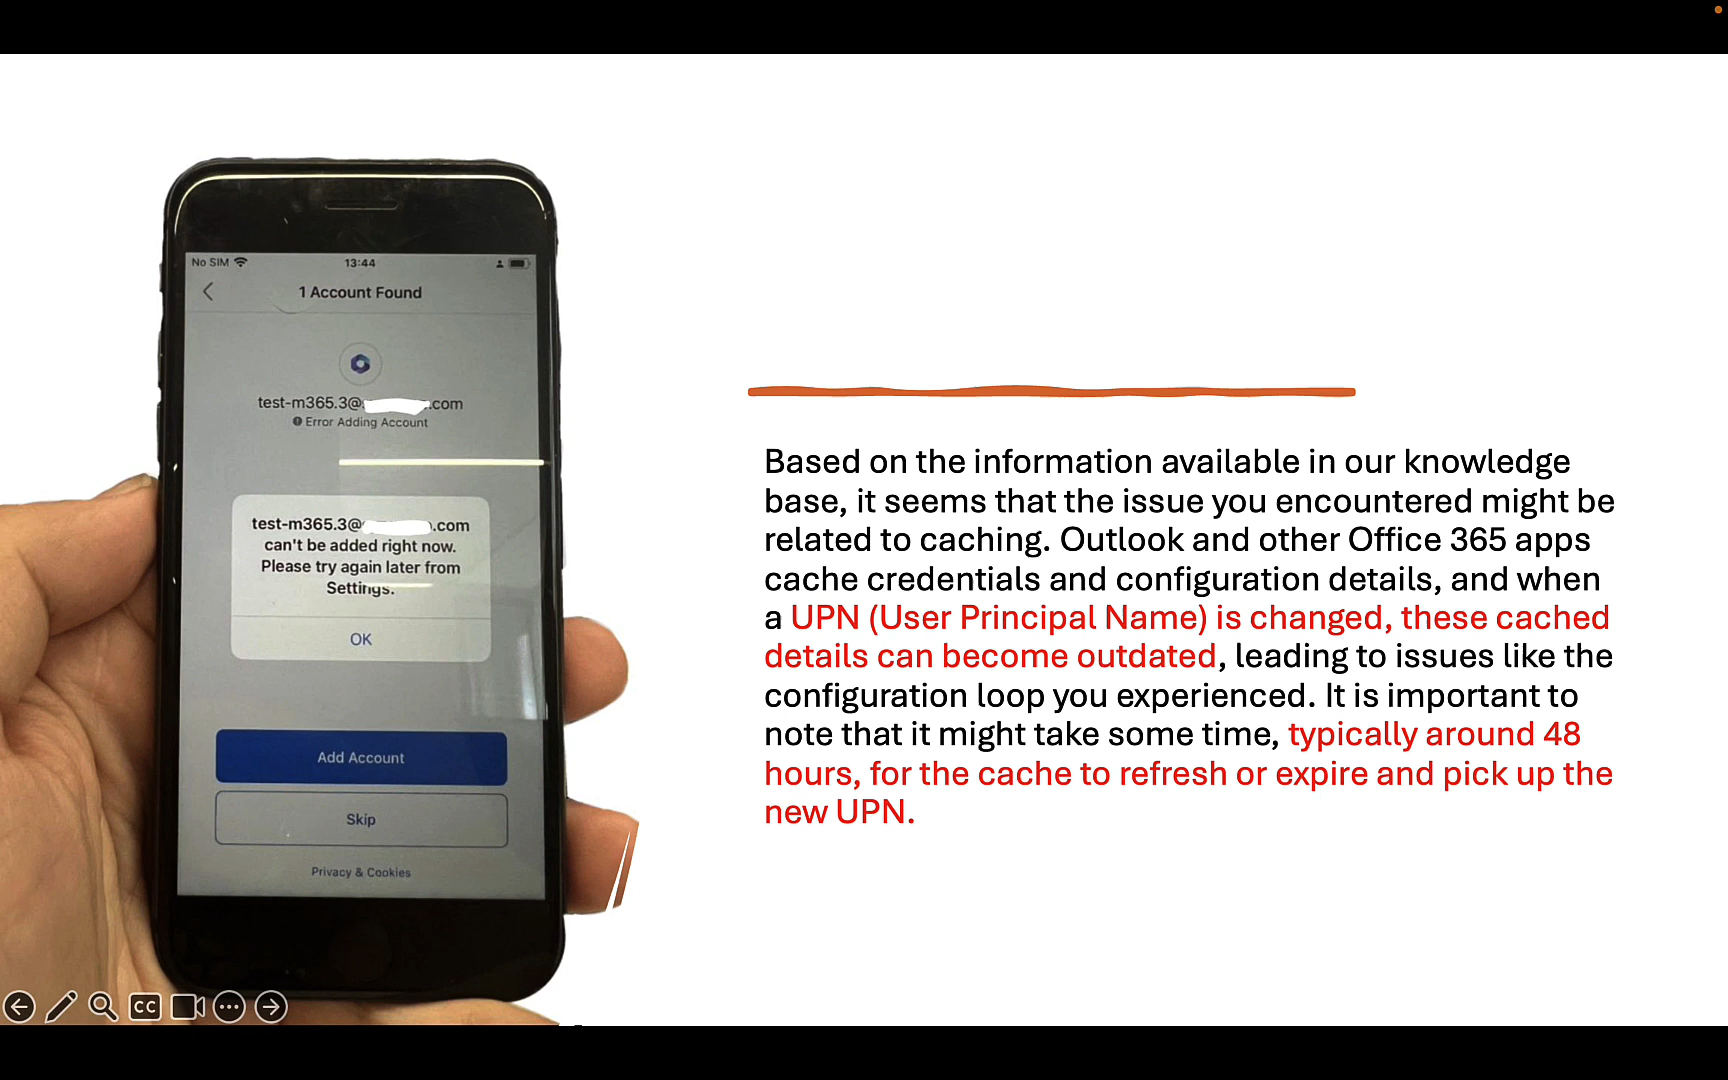 No SIM
13:44
1 Account Found
test-m365.3@
.com
Error Adding Account
test-m365.3@
.com
can't be added right now.
Please try again later from
Settings.
OK
Add Account
Skip
Privacy & Cookies
Based on the information available in our knowledge
base, it seems that the issue you encountered might be
related to caching. Outlook and other Office 365 apps
cache credentials and configuration details, and when
a UPN (User Principal Name) is changed, these cached
details can become outdated, leading to issues like the
configuration loop you experienced. It is important to
note that it might take some time, typically around 48
hours, for the cache to refresh or expire and pick up the
new UPN.
CC